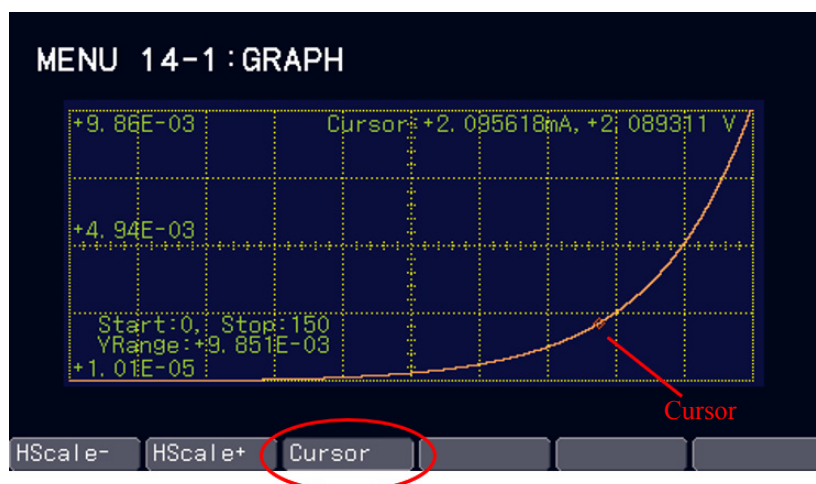 MENU 14-1:GRAPH
+9.86E-03 Cursor:+2.095618mA,+2.089311 V
+4.94E-03
Start:0, Stop:150
YRange:+9.851E-03
+1.01E-05
Cursor
HScale- HScale+ Cursor